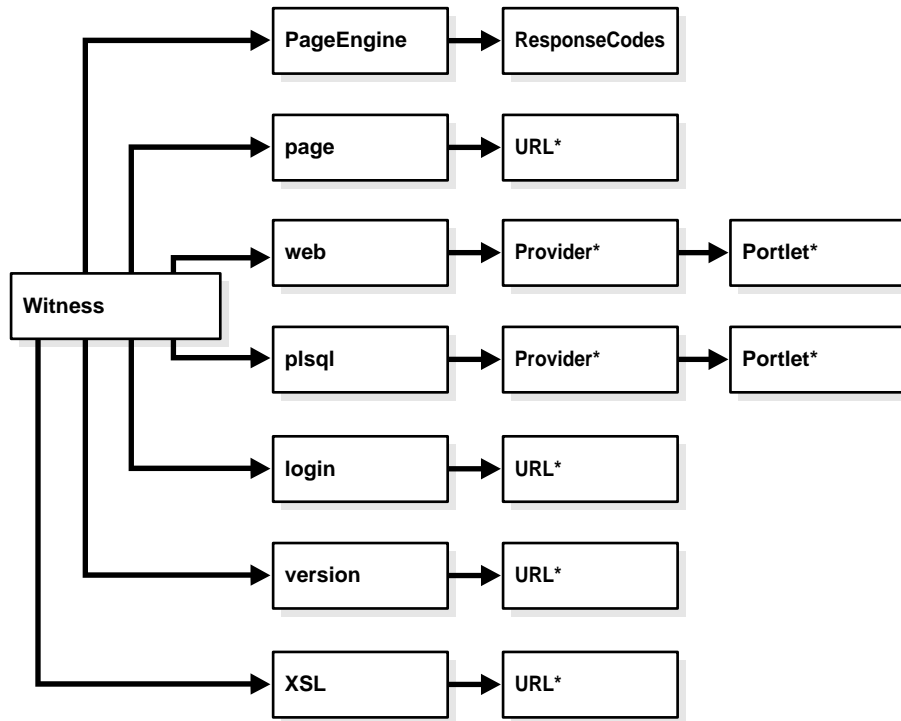 PageEngine
ResponseCodes
page
URL*
web
Provider*
Portlet*
Witness
plsql
Provider*
Portlet*
login
URL*
version
URL*
XSL
URL*